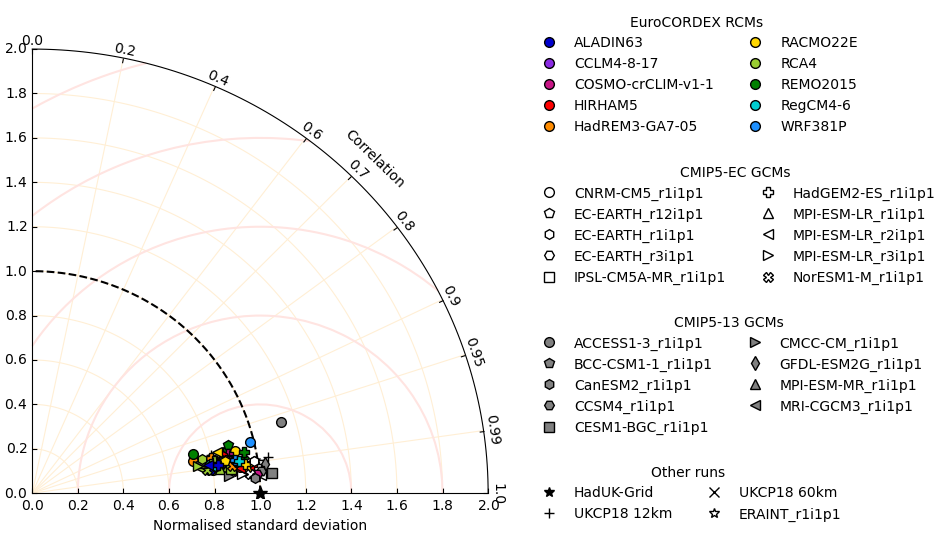 EuroCORDEX RCMs
ALADIN63 RACMO22E
CCLM4-8-17 RCA4
COSMO-crCLIM-v1-1 REMO2015
HIRHAM5 RegCM4-6
HadREM3-GA7-05 WRF381P
CMIP5-EC GCMs
CNRM-CM5_r1i1p1 HadGEM2-ES_r1i1p1
EC-EARTH_r12i1p1 MPI-ESM-LR_r1i1p1
EC-EARTH_r1i1p1 MPI-ESM-LR_r2i1p1
EC-EARTH_r3i1p1 MPI-ESM-LR_r3i1p1
IPSL-CM5A-MR_r1i1p1 NorESM1-M_r1i1p1
CMIP5-13 GCMs
ACCESS1-3_r1i1p1 CMCC-CM_r1i1p1
BCC-CSM1-1_r1i1p1 GFDL-ESM2G_r1i1p1
CanESM2_r1i1p1 MPI-ESM-MR_r1i1p1
CCSM4_r1i1p1 MRI-CGCM3_r1i1p1
CESM1-BGC_r1i1p1
Other runs
HadUK-Grid UKCP18 60km
UKCP18 12km ERAINT_r1i1p1
0.0
0.2
0.4
0.6
0.7
0.8
0.9
0.95
0.99
1.0
Correlation
2.0
1.8
1.6
1.4
1.2
1.0
0.8
0.6
0.4
0.2
0.0
0.0 0.2 0.4 0.6 0.8 1.0 1.2 1.4 1.6 1.8 2.0
Normalised standard deviation